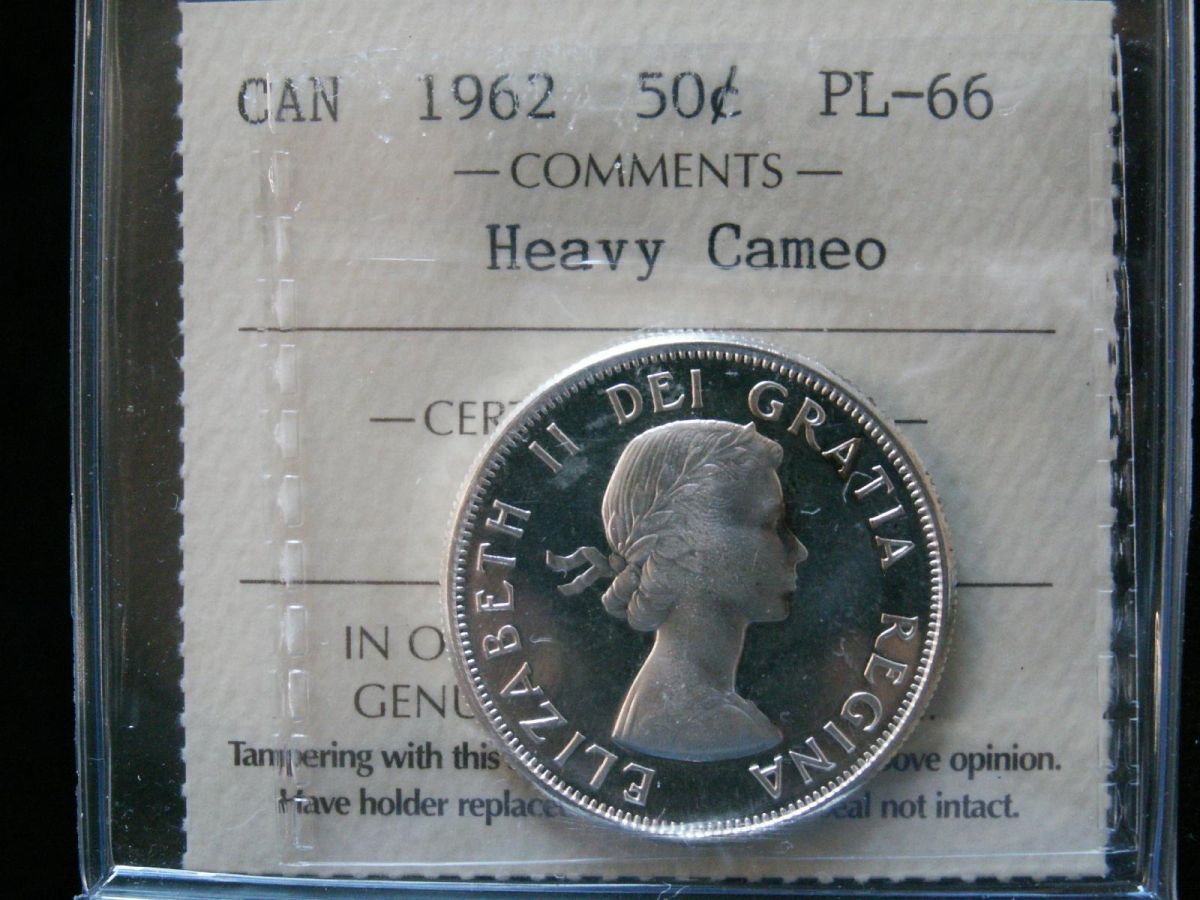 CAN 1962 50¢ PL-66
— COMMENTS —
Heavy Cameo
— CER
IN O
GENU
Tampering with this ove opinion.
Have holder replace eal not intact.
ELIZABETH II DEI GRATIA REGINA